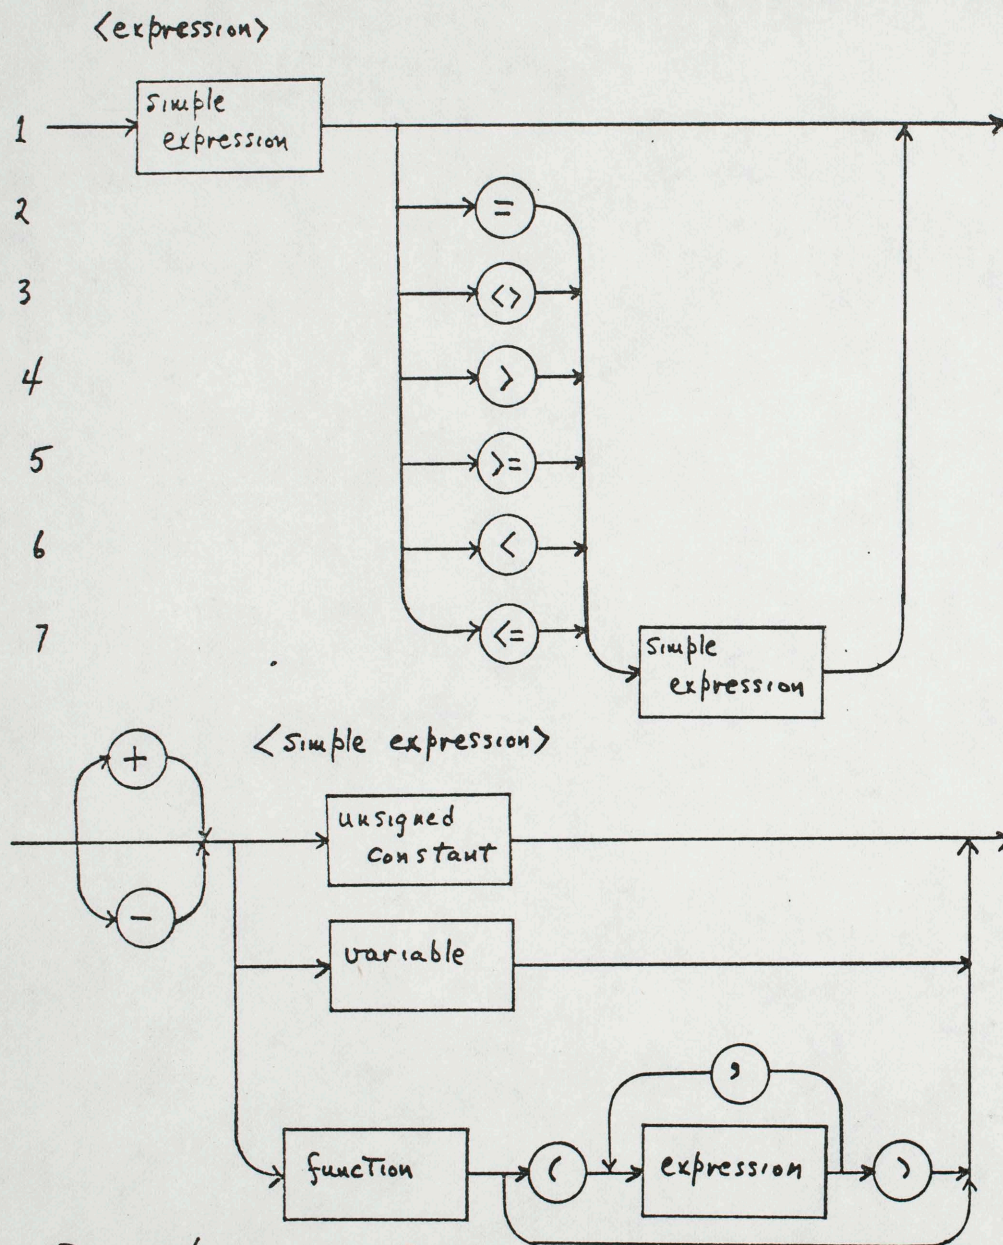 <expression>
simple
expression
1
2 =
3 <>
4 >
5 >=
6 <
7 <=
simple
expression
<simple expression>
+
-
unsigned
constant
variable
,
function ( expression )